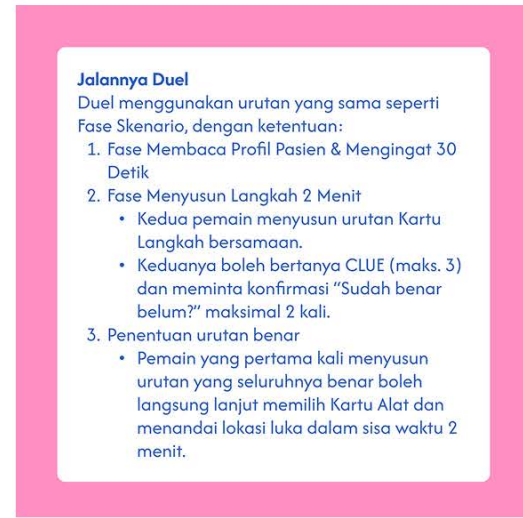 Jalannya Duel
Duel menggunakan urutan yang sama seperti
Fase Skenario, dengan ketentuan:
1. Fase Membaca Profil Pasien & Mengingat 30
Detik
2. Fase Menyusun Langkah 2 Menit
• Kedua pemain menyusun urutan Kartu
Langkah bersamaan.
• Keduanya boleh bertanya CLUE (maks. 3)
dan meminta konfirmasi “Sudah benar
belum?” maksimal 2 kali.
3. Penentuan urutan benar
• Pemain yang pertama kali menyusun
urutan yang seluruhnya benar boleh
langsung lanjut memilih Kartu Alat dan
menandai lokasi luka dalam sisa waktu 2
menit.